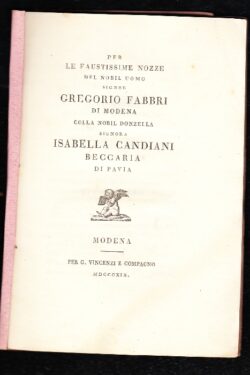 PER
LE FAUSTISSIME NOZZE
DEL NOBIL UOMO
SIGNOR
GREGORIO FABBRI
DI MODENA
COLLA NOBIL DONZELLA
SIGNORA
ISABELLA CANDIANI
BECCARIA
DI PAVIA
MODENA
PER G. VINCENZI E COMPAGNO
MDCCCXIX.